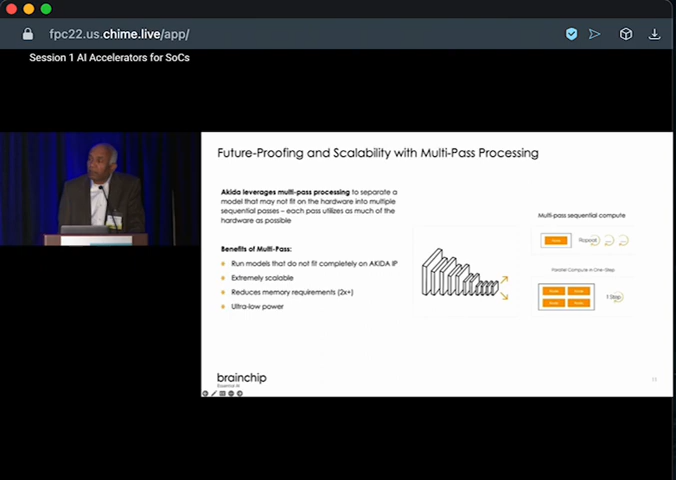 fpc22.us.chime.live/app/
Session 1 AI Accelerators for SoCs
Future-Proofing and Scalability with Multi-Pass Processing
Akida leverages multi-pass processing to separate a
model that may not fit on the hardware into multiple
sequential passes – each pass utilizes as much of the
hardware as possible
Benefits of Multi-Pass:
Run models that do not fit completely on AKIDA IP
Extremely scalable
Reduces memory requirements (2x+)
Ultra-low power
Multi-pass sequential compute
Repeat
Parallel Compute in One-Step
1 Step
brainchip
Essential AI